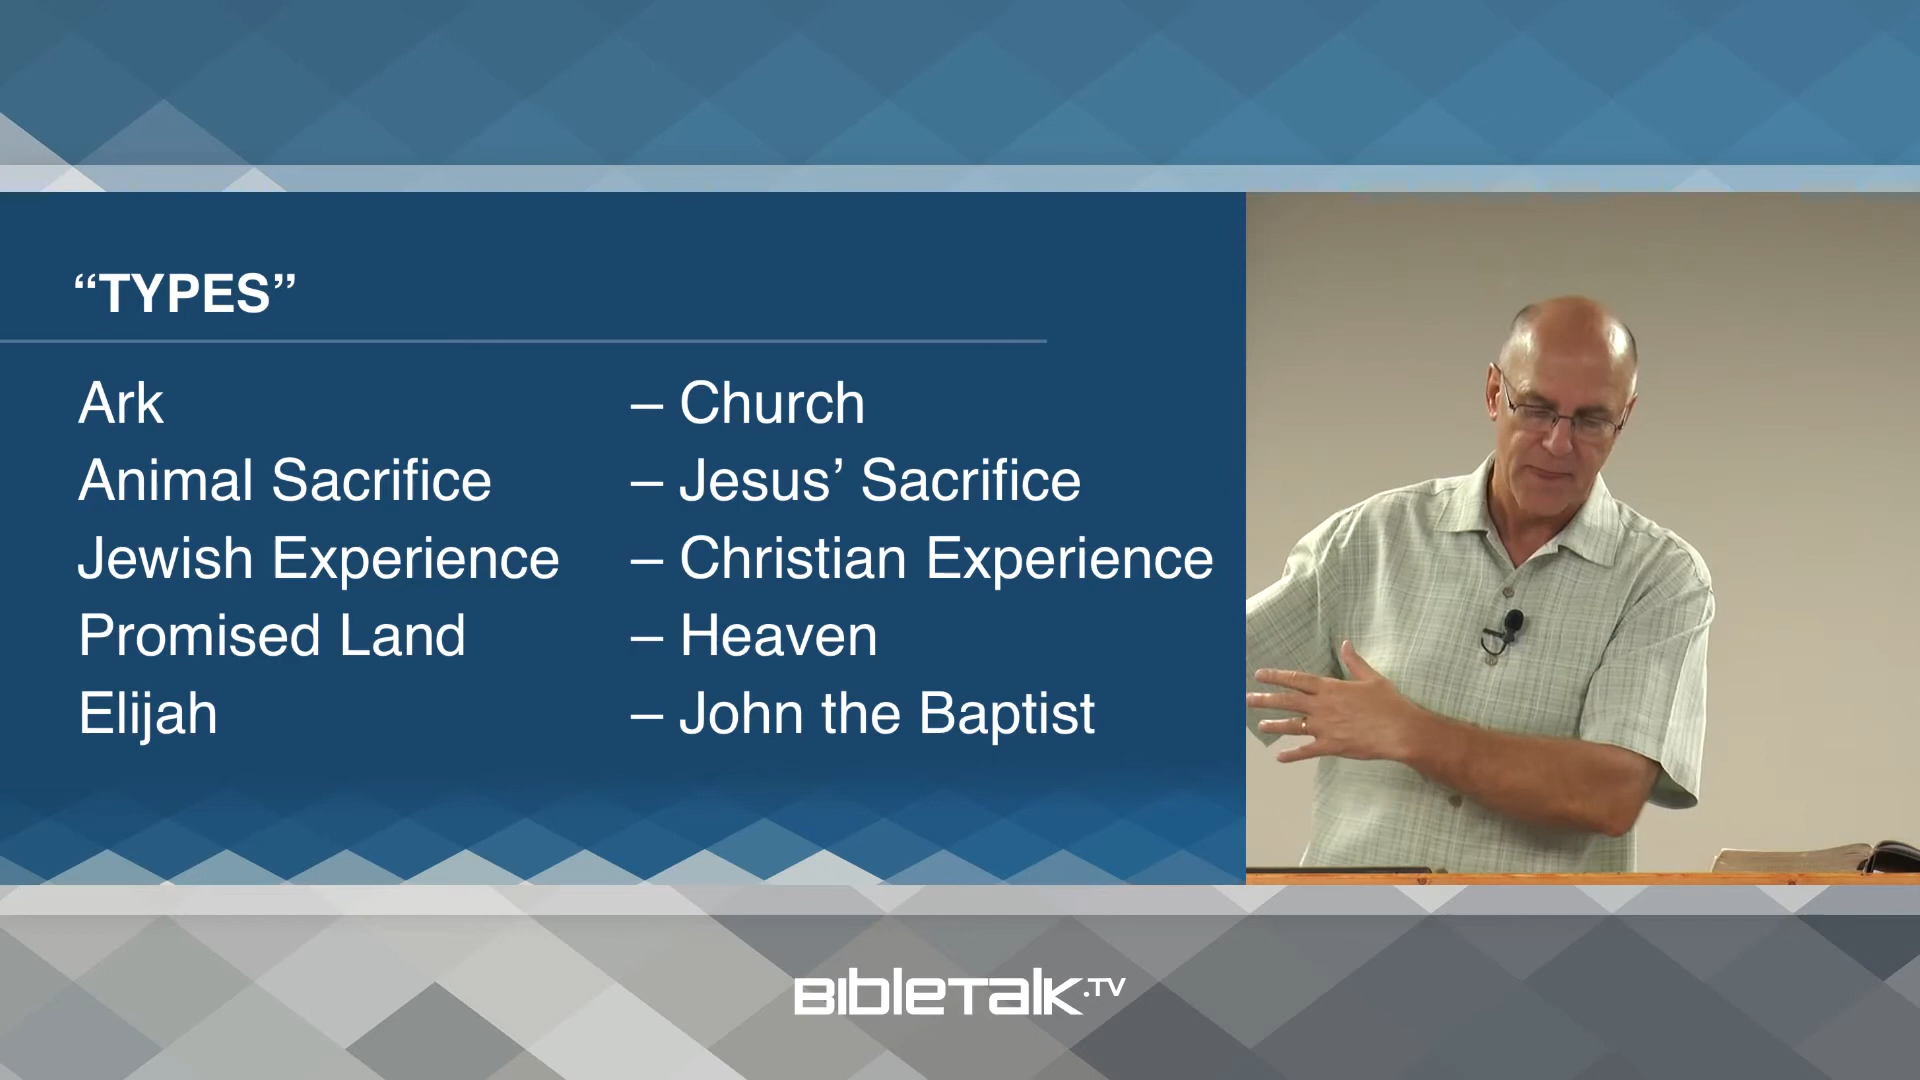 “TYPES”
Ark – Church
Animal Sacrifice – Jesus’ Sacrifice
Jewish Experience – Christian Experience
Promised Land – Heaven
Elijah – John the Baptist
BIBLETALK.TV